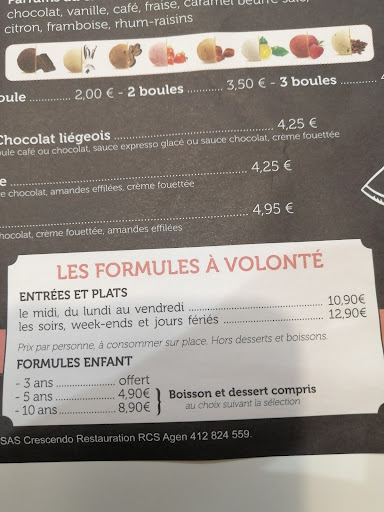 chocolat, vanille, café, fraise, caramel beurre salé,
citron, framboise, rhum-raisins
oule ............ 2,00 € - 2 boules ........... 3,50 € - 3 boules ......... 4
Chocolat liégeois ............................ 4,25 €
oule café ou chocolat, sauce expresso glacé ou sauce chocolat, crème fouettée
e ............................ 4,25 €
e chocolat, amandes effilées, crème fouettée
............................ 4,95 €
chocolat, crème fouettée, amandes effilées
LES FORMULES À VOLONTÉ
ENTRÉES ET PLATS
le midi, du lundi au vendredi ............................ 10,90€
les soirs, week-ends et jours fériés ............................ 12,90€
Prix par personne, à consommer sur place. Hors desserts et boissons.
FORMULES ENFANT
- 3 ans ............... offert
- 5 ans ............... 4,90€
- 10 ans .............. 8,90€
Boisson et dessert compris
au choix suivant la sélection
SAS Crescendo Restauration RCS Agen 412 824 559.